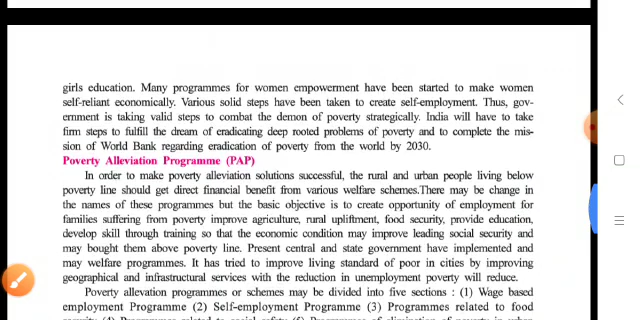 girls education. Many programmes for women empowerment have been started to make women
self-reliant economically. Various solid steps have been taken to create self-employment. Thus, gov-
ernment is taking valid steps to combat the demon of poverty strategically. India will have to take
firm steps to fulfill the dream of eradicating deep rooted problems of poverty and to complete the mis-
sion of World Bank regarding eradication of poverty from the world by 2030.
Poverty Alleviation Programme (PAP)
In order to make poverty alleviation solutions successful, the rural and urban people living below
poverty line should get direct financial benefit from various welfare schemes.There may be change in
the names of these programmes but the basic objective is to create opportunity of employment for
families suffering from poverty improve agriculture, rural upliftment, food security, provide education,
develop skill through training so that the economic condition may improve leading social security and
may bought them above poverty line. Present central and state government have implemented and
may welfare programmes. It has tried to improve living standard of poor in cities by improving
geographical and infrastructural services with the reduction in unemployment poverty will reduce.
Poverty allevation programmes or schemes may be divided into five sections : (1) Wage based
employment Programme (2) Self-employment Programme (3) Programmes related to food